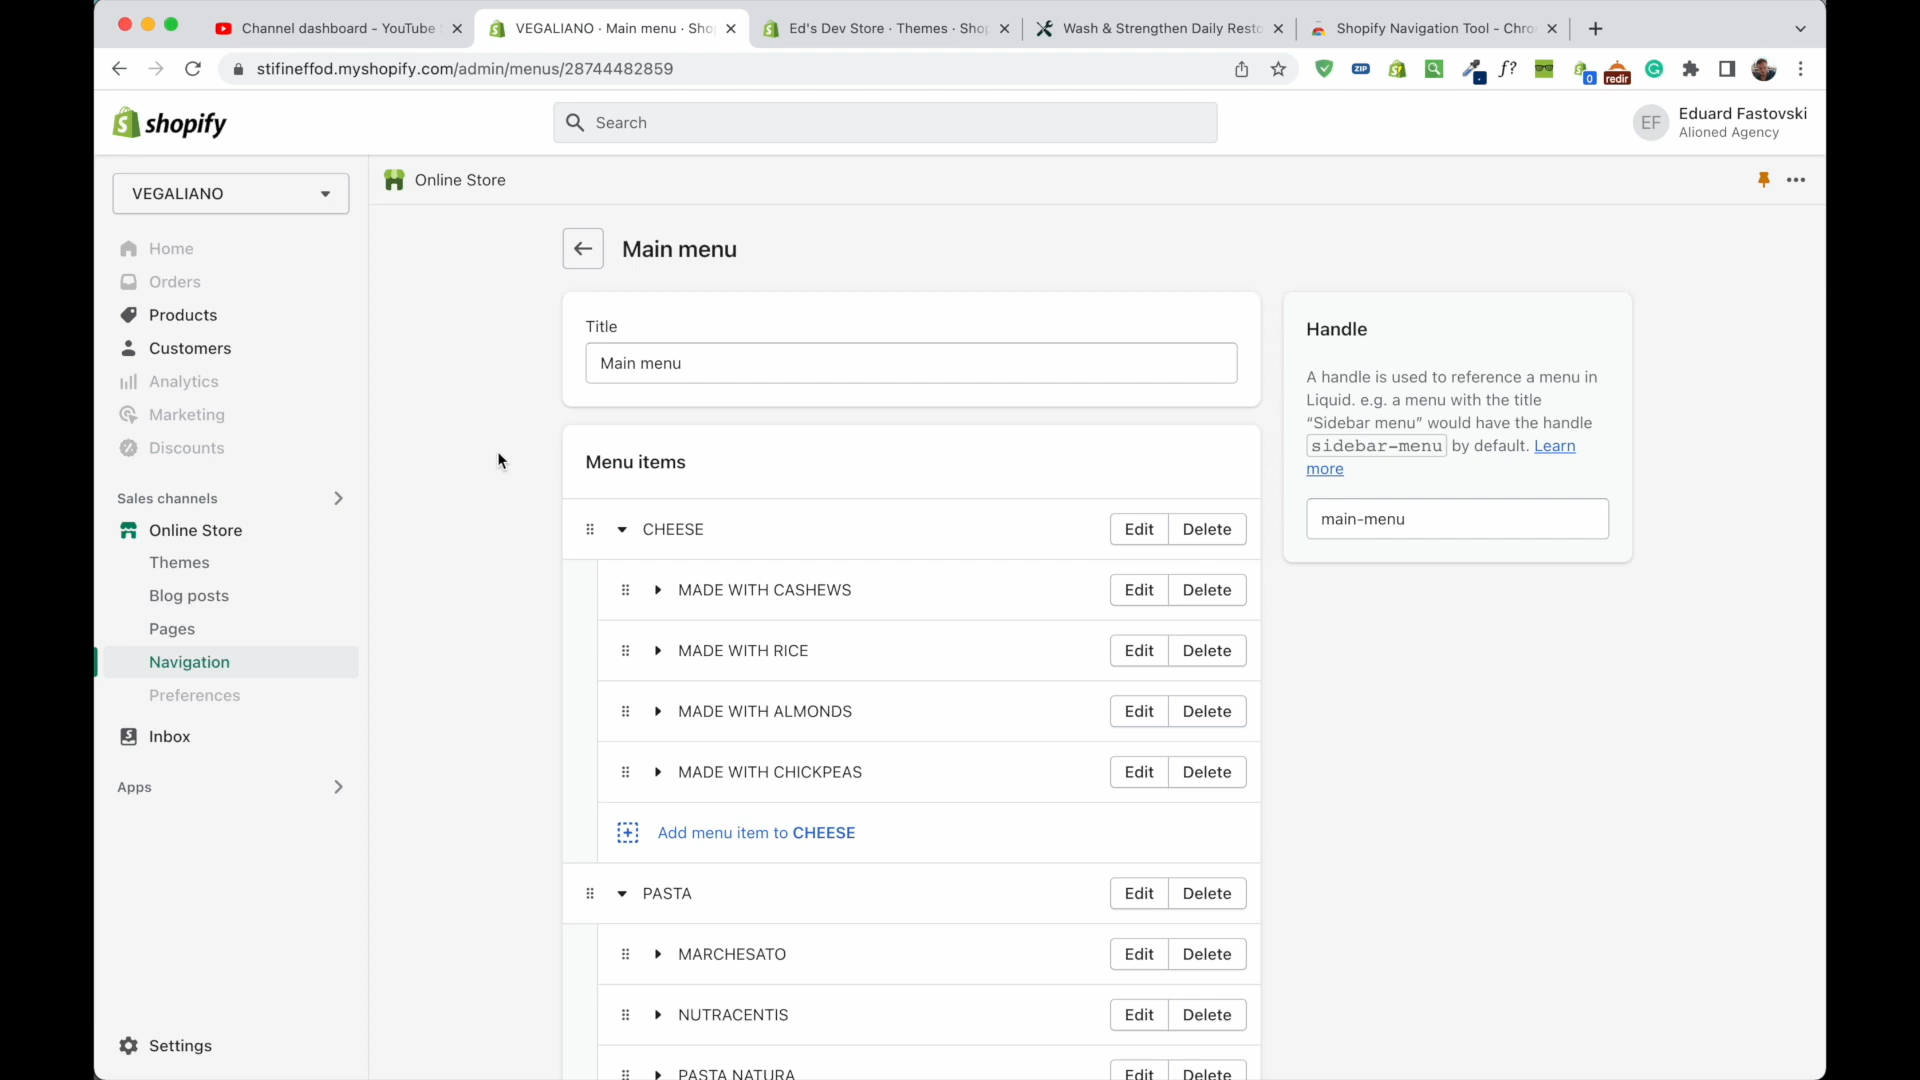 Channel dashboard - YouTube
VEGALIANO · Main menu · Sho
Ed's Dev Store · Themes · Shop
Wash & Strengthen Daily Resto
Shopify Navigation Tool - Chro
stifineffod.myshopify.com/admin/menus/28744482859
ZIP
f?
0
redir
shopify
Search
EF
Eduard Fastovski
Alioned Agency
VEGALIANO
Online Store
Home
Orders
Products
Customers
Analytics
Marketing
Discounts
Sales channels
Online Store
Themes
Blog posts
Pages
Navigation
Preferences
Inbox
Apps
Settings
Main menu
Title
Main menu
Menu items
CHEESE Edit Delete
MADE WITH CASHEWS Edit Delete
MADE WITH RICE Edit Delete
MADE WITH ALMONDS Edit Delete
MADE WITH CHICKPEAS Edit Delete
Add menu item to CHEESE
PASTA Edit Delete
MARCHESATO Edit Delete
NUTRACENTIS Edit Delete
PASTA NATURA Edit Delete
Handle
A handle is used to reference a menu in
Liquid. e.g. a menu with the title
“Sidebar menu” would have the handle
sidebar-menu by default. Learn
more
main-menu